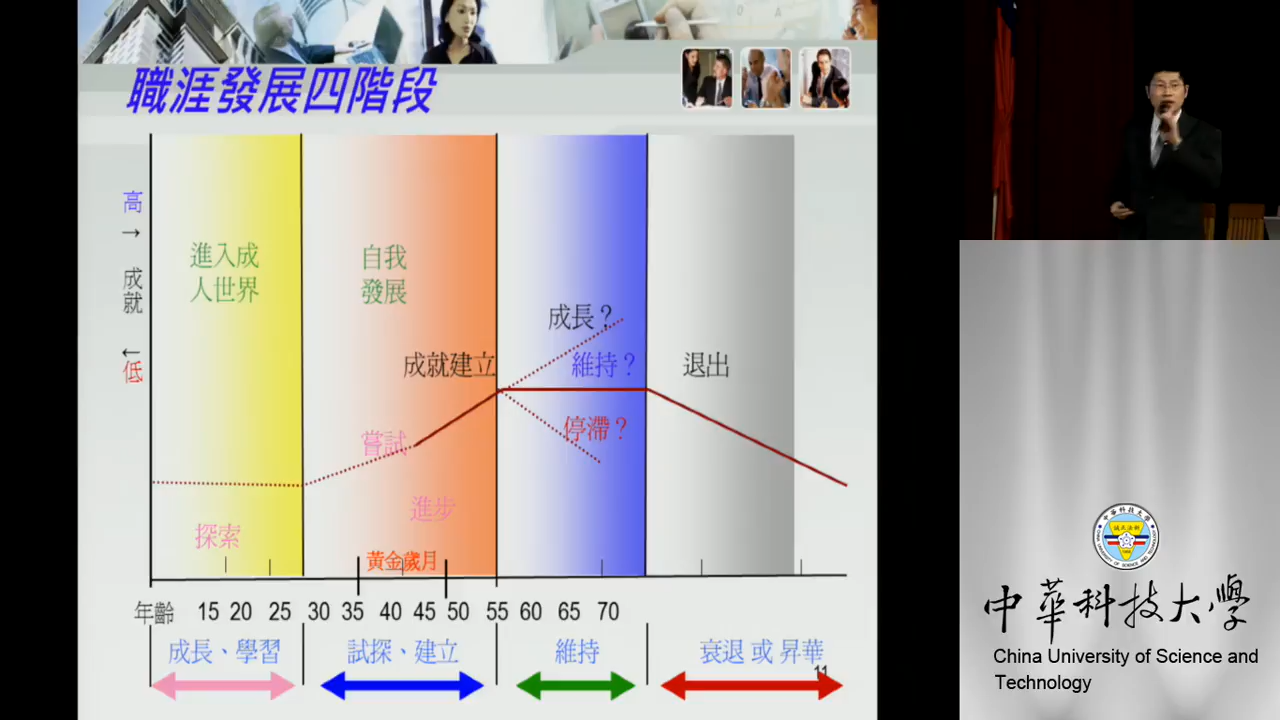 職涯發展四階段
高
→
成就
←
低
進入成
人世界
自我
發展
成長？
成就建立
維持？
退出
嘗試
停滯？
進步
探索
黃金歲月
年齡 15 20 25 30 35 40 45 50 55 60 65 70
成長、學習
試探、建立
維持
衰退 或 昇華
11
中華科技大學
China University of Science and
Technology